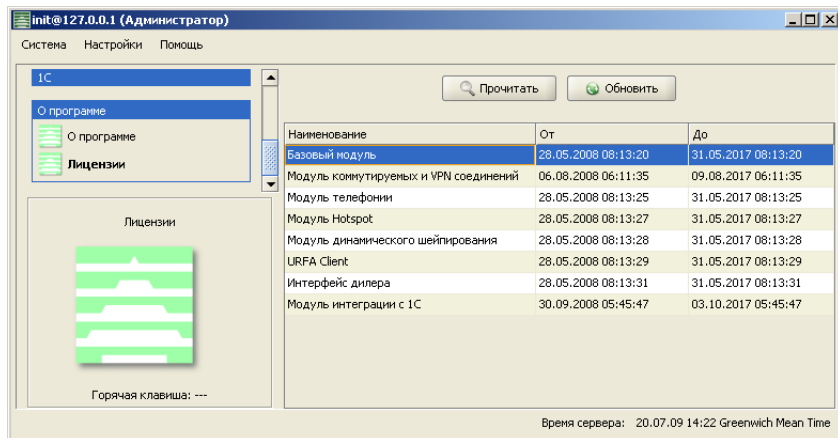 init@127.0.0.1 (Администратор)
Система Настройки Помощь
1С
О программе
О программе
Лицензии
Лицензии
Горячая клавиша: ---
Прочитать Обновить
Наименование От До
Базовый модуль 28.05.2008 08:13:20 31.05.2017 08:13:20
Модуль коммутируемых и VPN соединений 06.08.2008 06:11:35 09.08.2017 06:11:35
Модуль телефонии 28.05.2008 08:13:25 31.05.2017 08:13:25
Модуль Hotspot 28.05.2008 08:13:27 31.05.2017 08:13:27
Модуль динамического шейпирования 28.05.2008 08:13:28 31.05.2017 08:13:28
URFA Client 28.05.2008 08:13:29 31.05.2017 08:13:29
Интерфейс дилера 28.05.2008 08:13:31 31.05.2017 08:13:31
Модуль интеграции с 1С 30.09.2008 05:45:47 03.10.2017 05:45:47
Время сервера: 20.07.09 14:22 Greenwich Mean Time